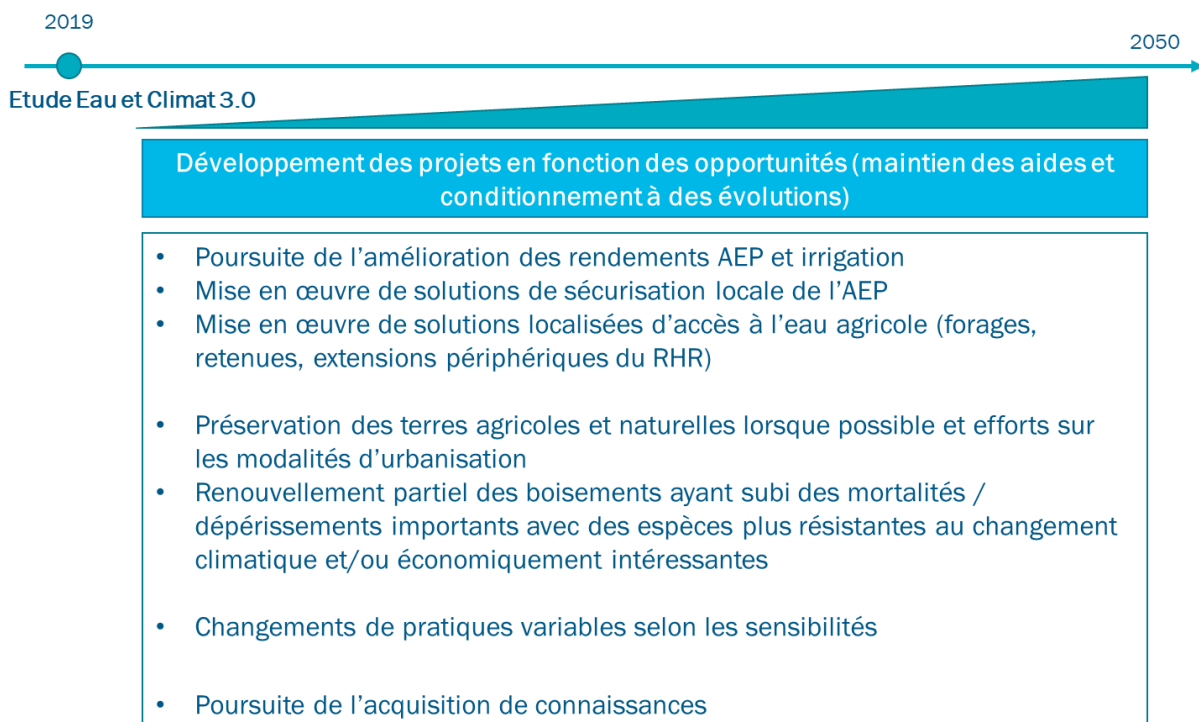 2019
2050
Etude Eau et Climat 3.0
Développement des projets en fonction des opportunités (maintien des aides et
conditionnement à des évolutions)
• Poursuite de l’amélioration des rendements AEP et irrigation
• Mise en œuvre de solutions de sécurisation locale de l’AEP
• Mise en œuvre de solutions localisées d’accès à l’eau agricole (forages,
retenues, extensions périphériques du RHR)
• Préservation des terres agricoles et naturelles lorsque possible et efforts sur
les modalités d’urbanisation
• Renouvellement partiel des boisements ayant subi des mortalités /
dépérissements importants avec des espèces plus résistantes au changement
climatique et/ou économiquement intéressantes
• Changements de pratiques variables selon les sensibilités
• Poursuite de l’acquisition de connaissances